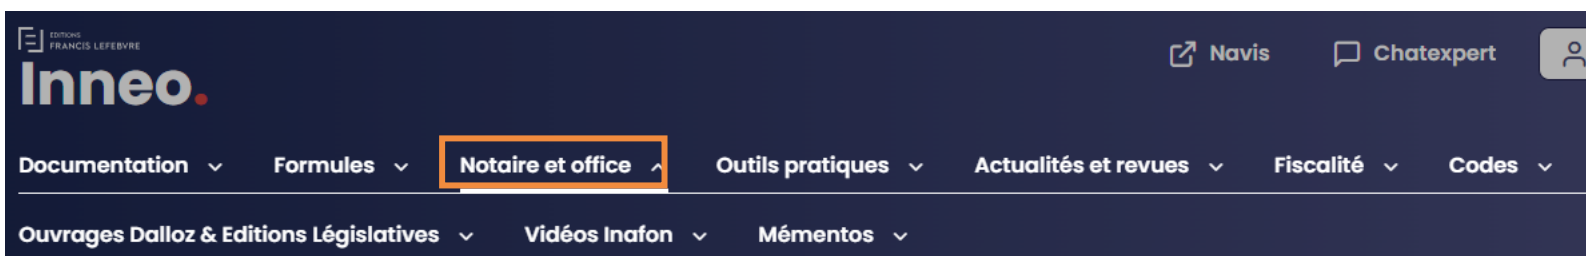 EDITIONS
FRANCIS LEFEBVRE
Inneo.
Navis Chatexpert
Documentation Formules Notaire et office Outils pratiques Actualités et revues Fiscalité Codes
Ouvrages Dalloz & Editions Législatives Vidéos Inafon Mémentos